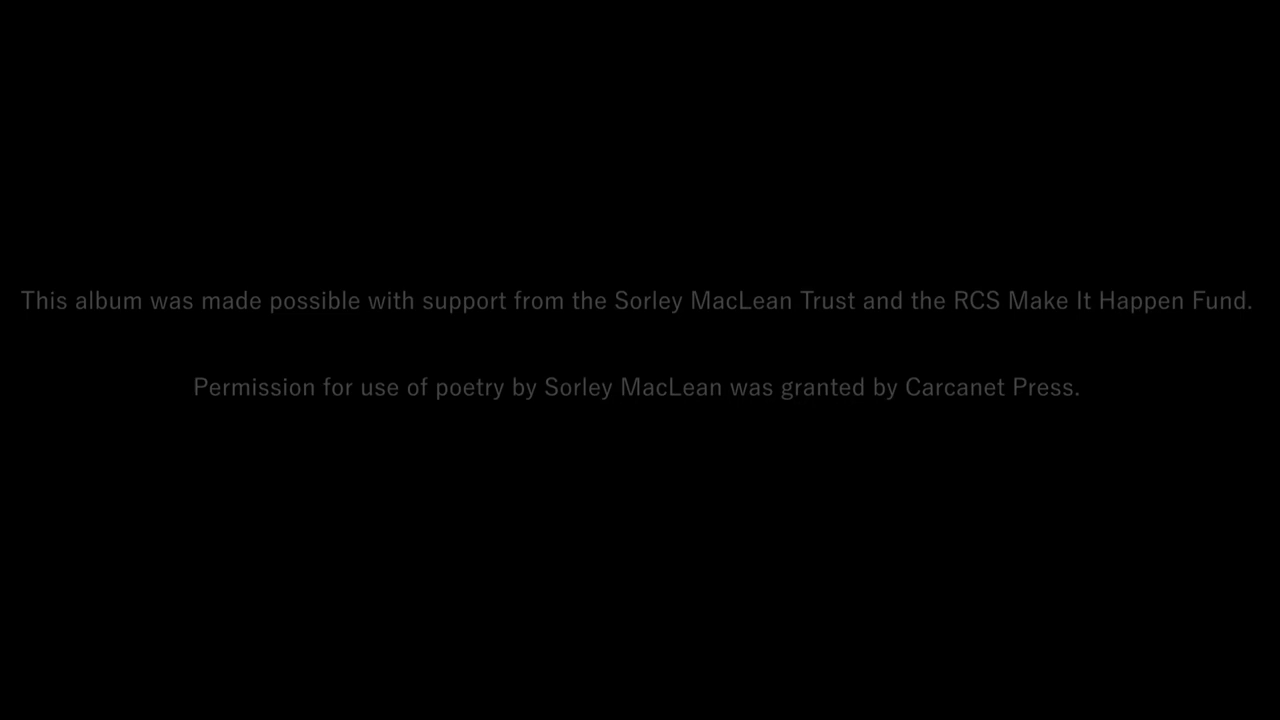 This album was made possible with support from the Sorley MacLean Trust and the RCS Make It Happen Fund.
Permission for use of poetry by Sorley MacLean was granted by Carcanet Press.